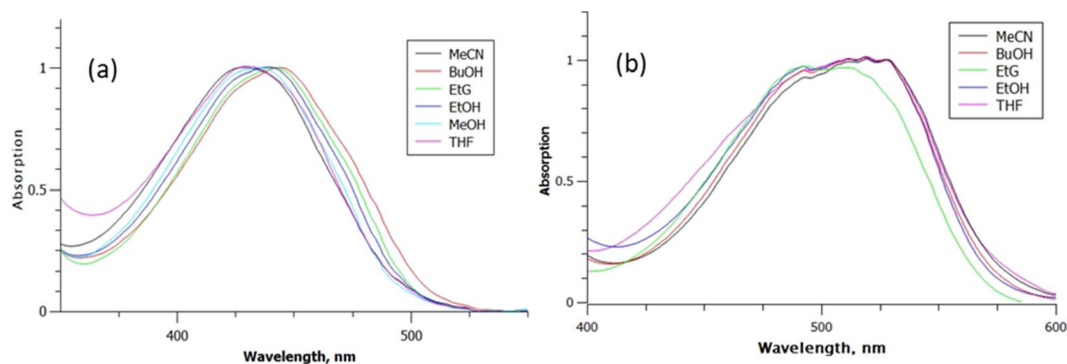 (a)
MeCN
BuOH
EtG
EtOH
MeOH
THF
1
0.5
0
Absorption
400
500
Wavelength, nm
(b)
MeCN
BuOH
EtG
EtOH
THF
1
0.5
0
Absorption
400
500
600
Wavelength, nm